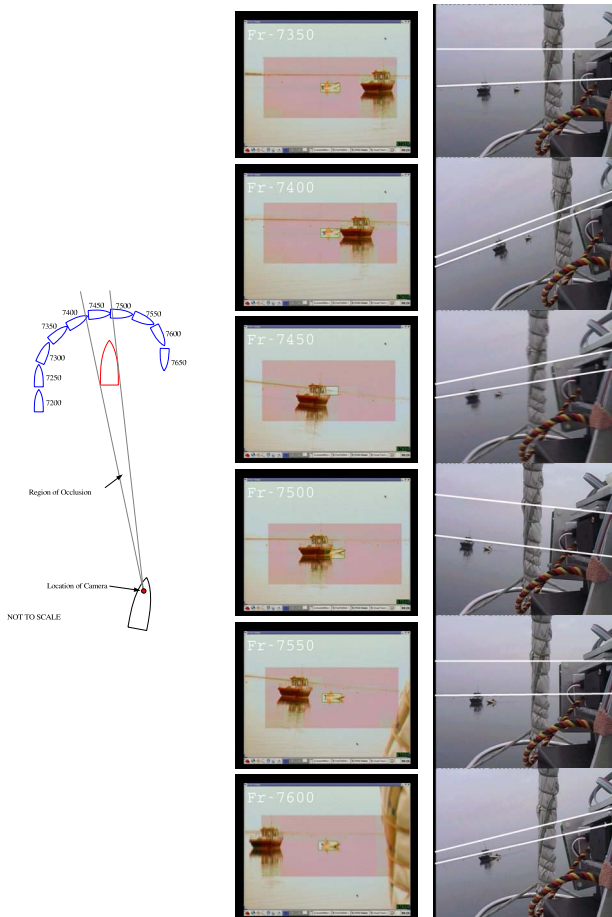 7450
7500
7400
7550
7350
7600
7300
7650
7250
7200
Region of Occlusion
Location of Camera
NOT TO SCALE
Fr-7350
Fr-7400
Fr-7450
Fr-7500
Fr-7550
Fr-7600